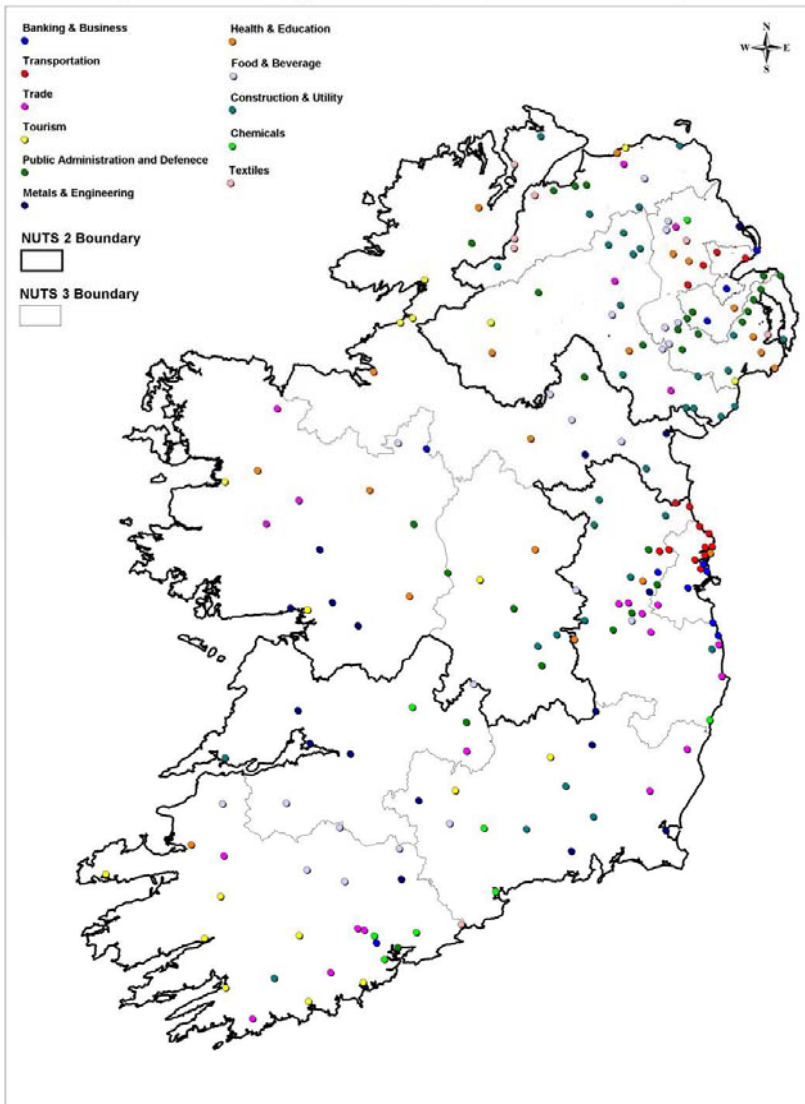 Banking & Business
Transportation
Trade
Tourism
Public Administration and Defenece
Metals & Engineering
NUTS 2 Boundary
NUTS 3 Boundary
Health & Education
Food & Beverage
Construction & Utility
Chemicals
Textiles
N
W E
S